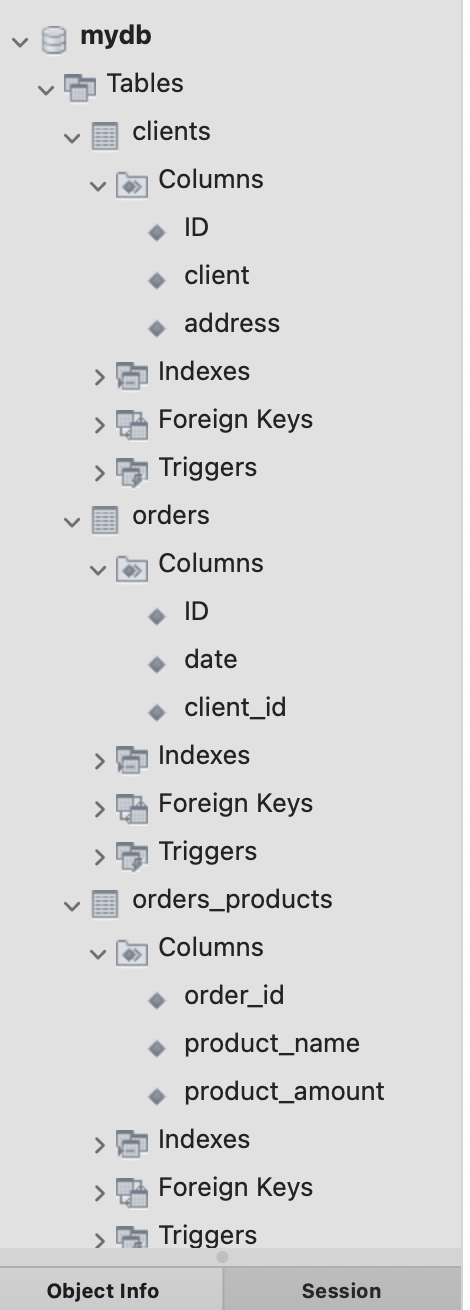 mydb
Tables
clients
Columns
ID
client
address
Indexes
Foreign Keys
Triggers
orders
Columns
ID
date
client_id
Indexes
Foreign Keys
Triggers
orders_products
Columns
order_id
product_name
product_amount
Indexes
Foreign Keys
Triggers
Object Info Session